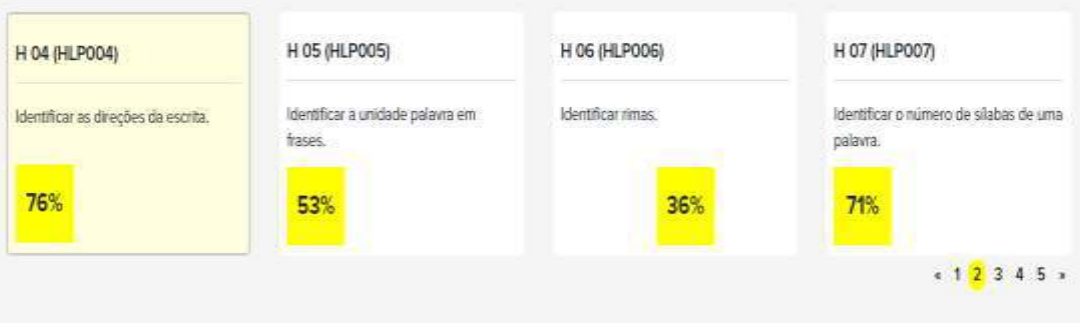 H 04 (HLP004)
Identificar as direções da escrita.
76%
H 05 (HLP005)
Identificar a unidade palavra em
frases.
53%
H 06 (HLP006)
Identificar rimas.
36%
H 07 (HLP007)
Identificar o número de sílabas de uma
palavra.
71%
« 1 2 3 4 5 »